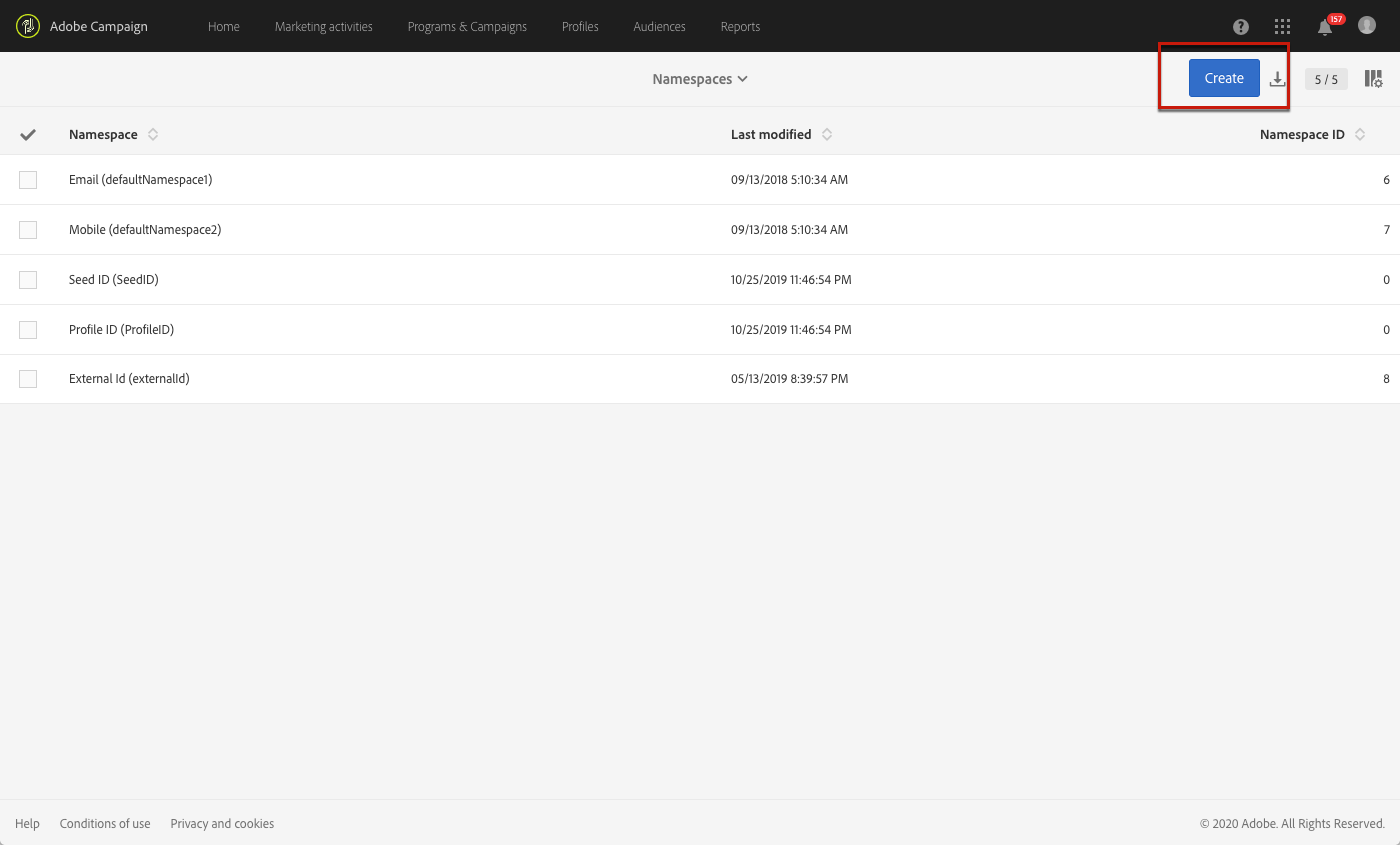 Adobe Campaign Home Marketing activities Programs & Campaigns Profiles Audiences Reports 157
Namespaces Create 5 / 5
Namespace Last modified Namespace ID
Email (defaultNamespace1) 09/13/2018 5:10:34 AM 6
Mobile (defaultNamespace2) 09/13/2018 5:10:34 AM 7
Seed ID (SeedID) 10/25/2019 11:46:54 PM 0
Profile ID (ProfileID) 10/25/2019 11:46:54 PM 0
External Id (externalId) 05/13/2019 8:39:57 PM 8
Help Conditions of use Privacy and cookies © 2020 Adobe. All Rights Reserved.